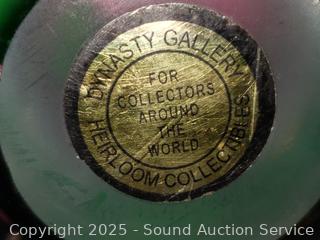 DYNASTY GALLERY
FOR
COLLECTORS
AROUND
THE
WORLD
HEIRLOOM COLLECTIBLES
Copyright 2025 - Sound Auction Service